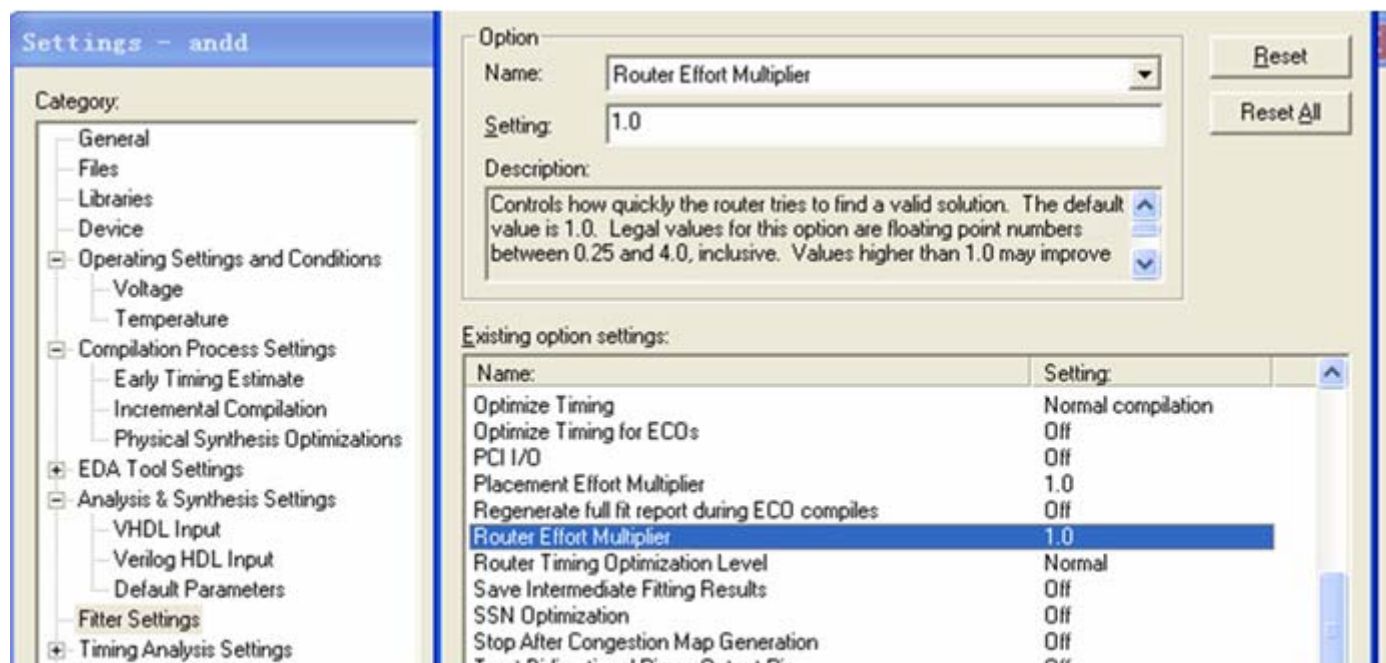 Settings - andd
Category:
General
Files
Libraries
Device
Operating Settings and Conditions
Voltage
Temperature
Compilation Process Settings
Early Timing Estimate
Incremental Compilation
Physical Synthesis Optimizations
EDA Tool Settings
Analysis & Synthesis Settings
VHDL Input
Verilog HDL Input
Default Parameters
Fitter Settings
Timing Analysis Settings
Option
Name: Router Effort Multiplier
Setting: 1.0
Description:
Controls how quickly the router tries to find a valid solution. The default
value is 1.0. Legal values for this option are floating point numbers
between 0.25 and 4.0, inclusive. Values higher than 1.0 may improve
Reset
Reset All
Existing option settings:
Name: Setting:
Optimize Timing Normal compilation
Optimize Timing for ECOs Off
PCI I/O Off
Placement Effort Multiplier 1.0
Regenerate full fit report during ECO compiles Off
Router Effort Multiplier 1.0
Router Timing Optimization Level Normal
Save Intermediate Fitting Results Off
SSN Optimization Off
Stop After Congestion Map Generation Off